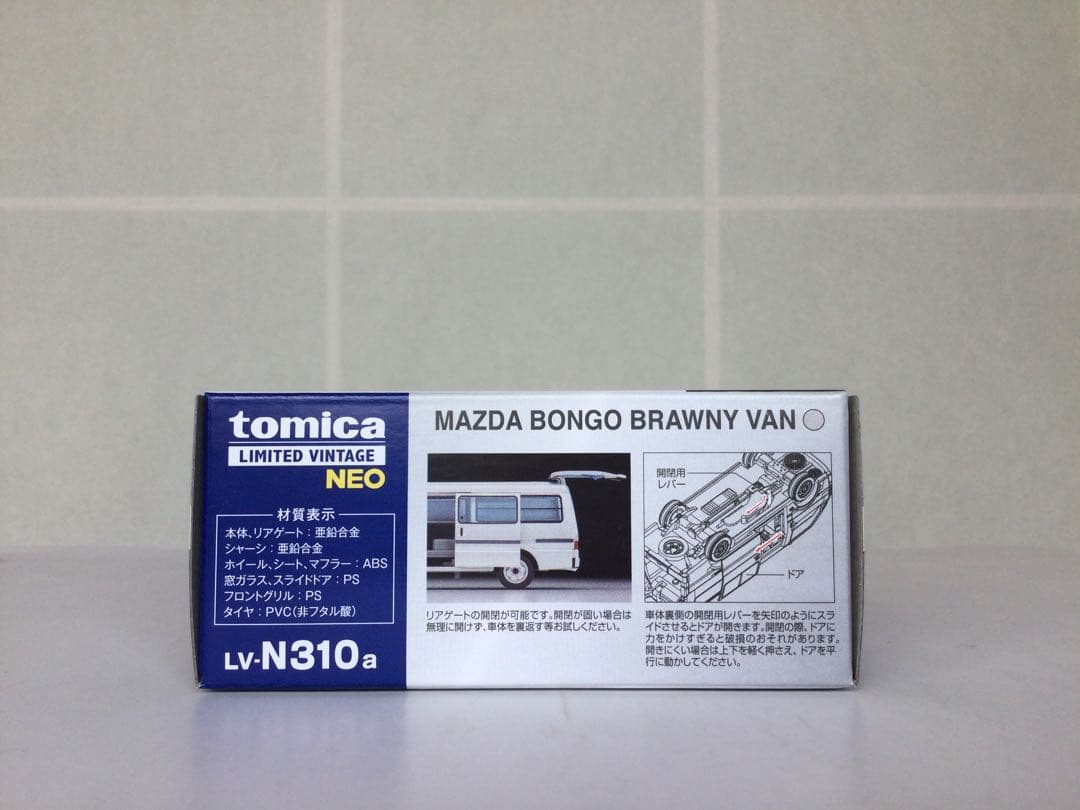 tomica
LIMITED VINTAGE
NEO
材質表示
本体、リアゲート：亜鉛合金
シャーシ：亜鉛合金
ホイール、シート、マフラー：ABS
窓ガラス、スライドドア：PS
フロントグリル：PS
タイヤ：PVC（非フタル酸）
LV-N310a
MAZDA BONGO BRAWNY VAN
リアゲートの開閉が可能です。開閉が固い場合は
無理に開けず、車体を裏返す等お試しください。
開閉用
レバー
ドア
車体裏側の開閉用レバーを矢印のようにスラ
イドさせるとドアが開きます。開閉の際、ドアに
力をかけすぎると破損のおそれがあります。
開きにくい場合は上下を軽く押さえ、ドアを平
行に動かしてください。